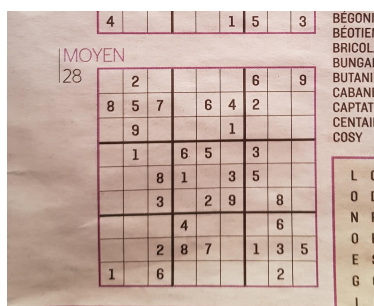 4 1 5 3
MOYEN
28
2 6 9
8 5 7 6 4 2
9 1
1 6 5 3
8 1 3 5
3 2 9 8
4 6
2 8 7 1 3 5
1 6 2
BÉGONI
BÉOTIE
BRICOL
BUNGA
BUTANI
CABAN
CAPTAT
CENTAI
COSY
L
O
N
O
E
G